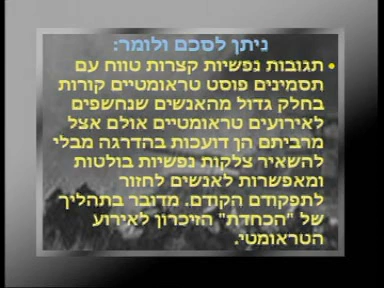 ניתן לסכם ולומר:
• תגובות נפשיות קצרות טווח עם
תסמינים פוסט טראומטיים קורות
בחלק גדול מהאנשים שנחשפים
לאירועים טראומטיים אולם אצל
מרביתם הן דועכות בהדרגה מבלי
להשאיר צלקות נפשיות בולטות
ומאפשרות לאנשים לחזור
לתפקודם הקודם. מדובר בתהליך
של "הכחדת" הזיכרון לאירוע
הטראומטי.